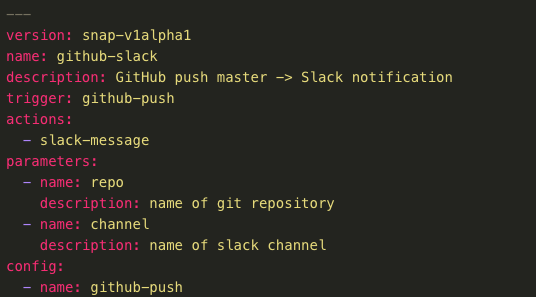 ---
version: snap-v1alpha1
name: github-slack
description: GitHub push master -> Slack notification
trigger: github-push
actions:
  - slack-message
parameters:
  - name: repo
    description: name of git repository
  - name: channel
    description: name of slack channel
config:
  - name: github-push